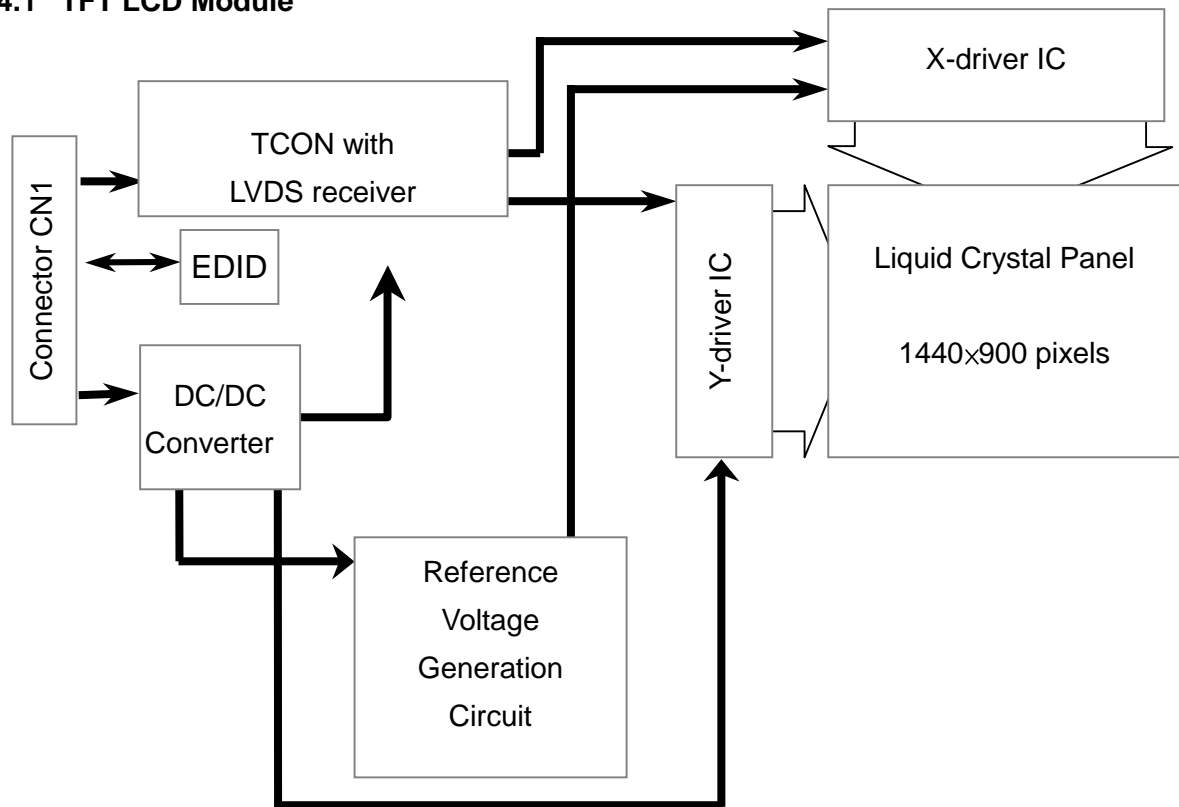 4.1 TFT LCD Module
X-driver IC
TCON with
LVDS receiver
Connector CN1
EDID
Y-driver IC
Liquid Crystal Panel
1440×900 pixels
DC/DC
Converter
Reference
Voltage
Generation
Circuit